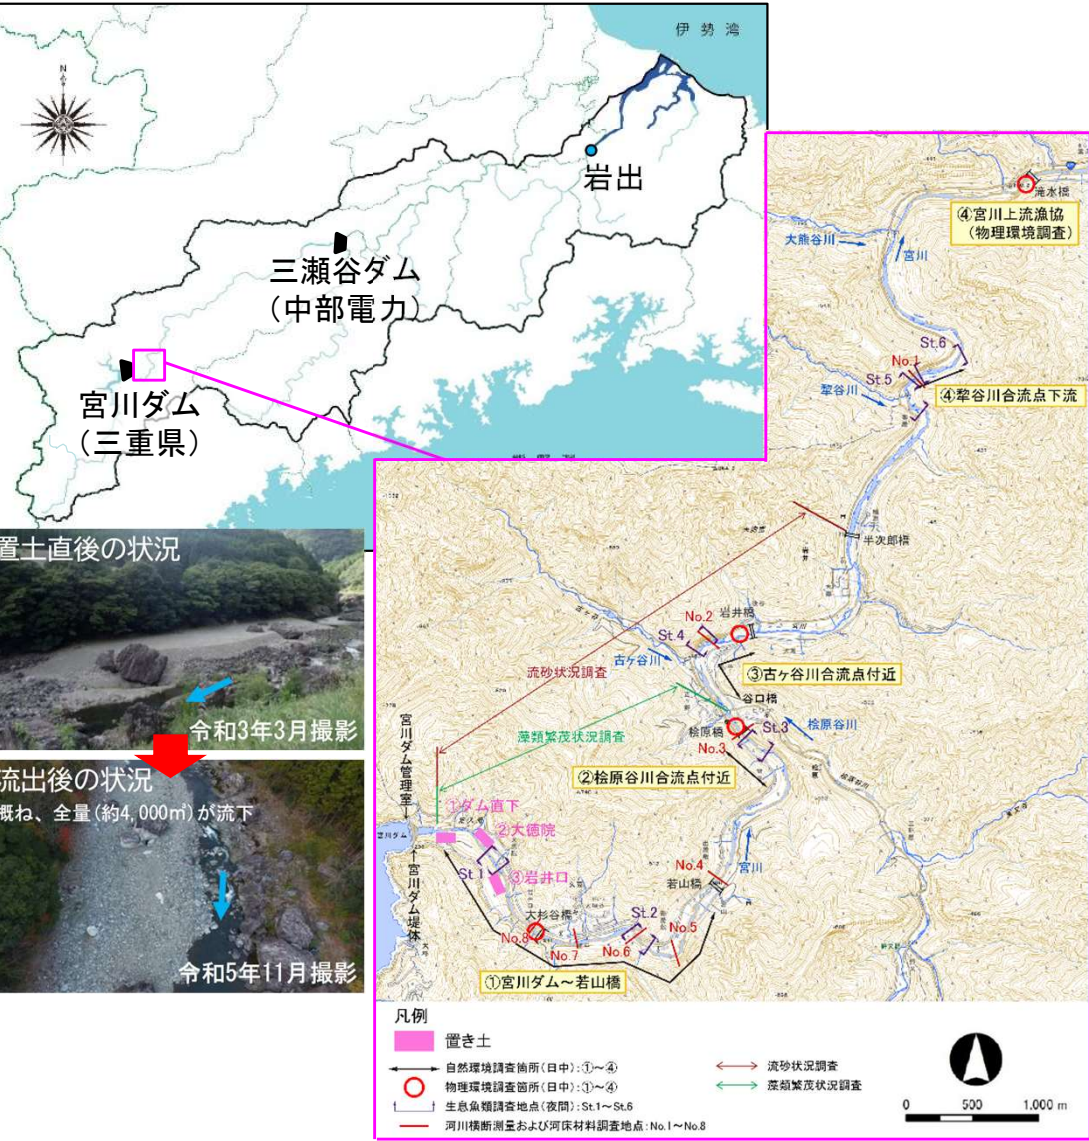 伊勢湾
N
岩出
三瀬谷ダム
(中部電力)
宮川ダム
(三重県)
置土直後の状況
令和3年3月撮影
流出後の状況
概ね、全量(約4,000㎥)が流下
令和5年11月撮影
滝水橋
④宮川上流漁協
(物理環境調査)
大熊谷川
宮川
St.6
No.1
St.5
犂谷川
④犂谷川合流点下流
半次郎橋
岩井橋
No.2
St.4
古ヶ谷川
流砂状況調査
③古ヶ谷川合流点付近
谷口橋
桧原谷川
桧原橋
St.3
No.3
藻類繁茂状況調査
②桧原谷川合流点付近
桧原谷川
宮川ダム管理室→
①ダム直下
②大徳院
宮川ダム
St.1
③岩井口
←宮川ダム堤体
宮川
No.4
若山橋
大杉谷橋
St.2
No.8
No.7
No.6
No.5
①宮川ダム～若山橋
凡例
置き土
自然環境調査箇所(日中):①～④
物理環境調査箇所(日中):①～④
生息魚類調査地点(夜間):St.1～St.6
河川横断測量および河床材料調査地点:No.1～No.8
流砂状況調査
藻類繁茂状況調査
0 500 1,000 m